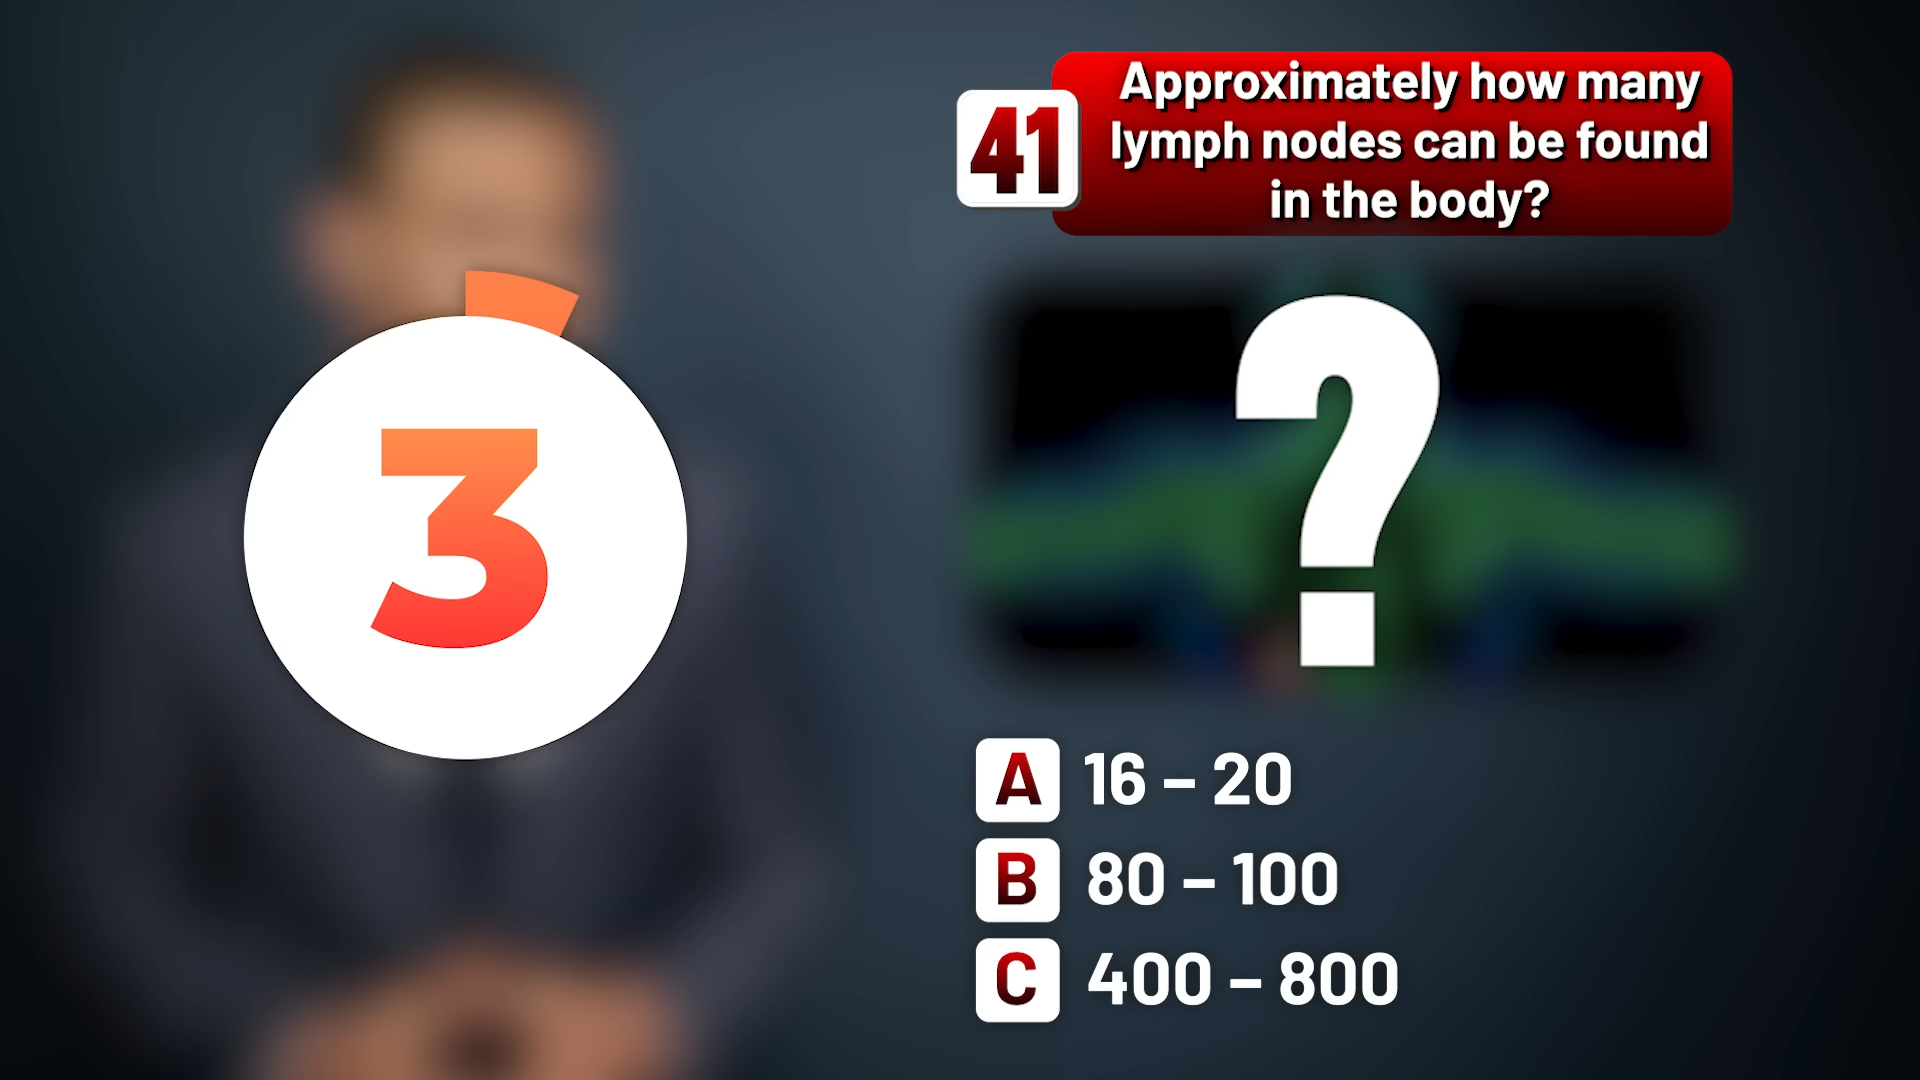 41
Approximately how many
lymph nodes can be found
in the body?
?
3
A 16 – 20
B 80 – 100
C 400 – 800